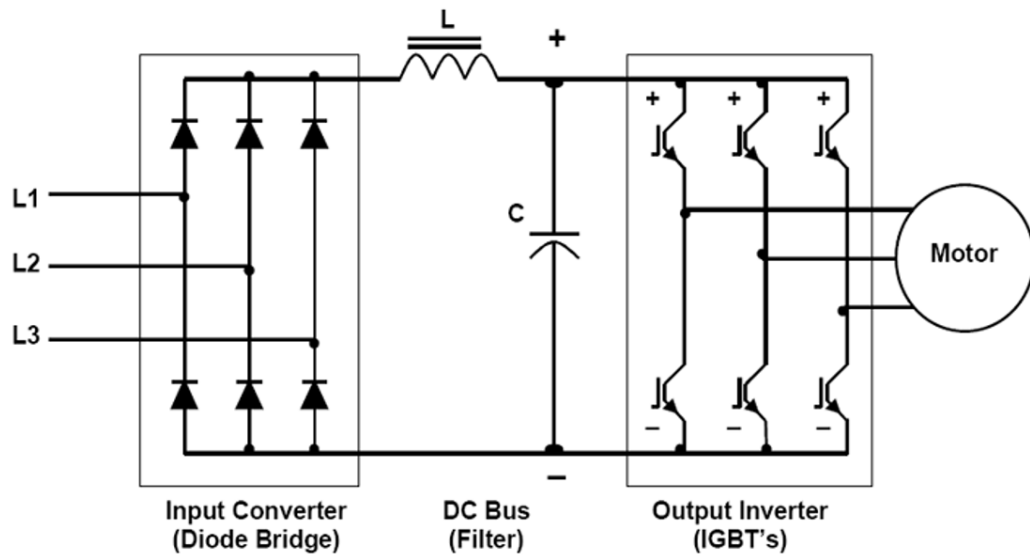 L
+
+
+
+
L1
L2
L3
C
Motor
–
–
–
–
Input Converter
(Diode Bridge)
DC Bus
(Filter)
Output Inverter
(IGBT's)